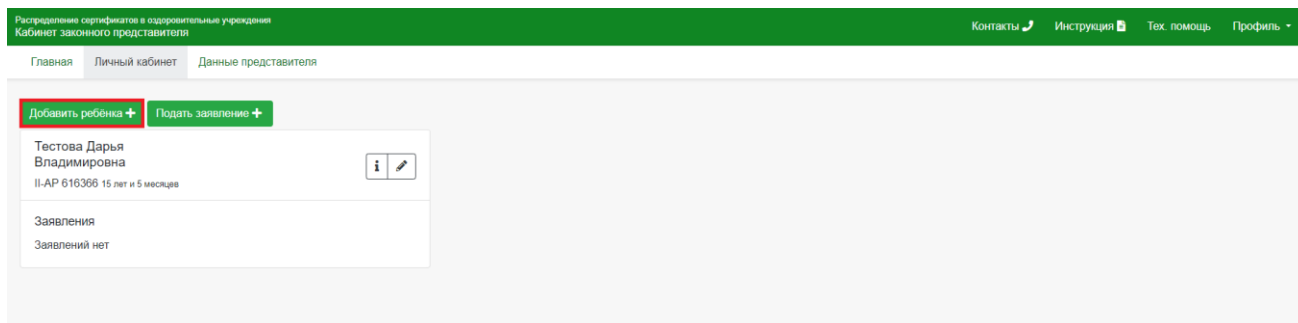 Распределение сертификатов в оздоровительные учреждения
Кабинет законного представителя
Контакты Инструкция Тех. помощь Профиль
Главная Личный кабинет Данные представителя
Добавить ребёнка + Подать заявление +
Тестова Дарья
Владимировна
II-АР 616366 15 лет и 5 месяцев
Заявления
Заявлений нет